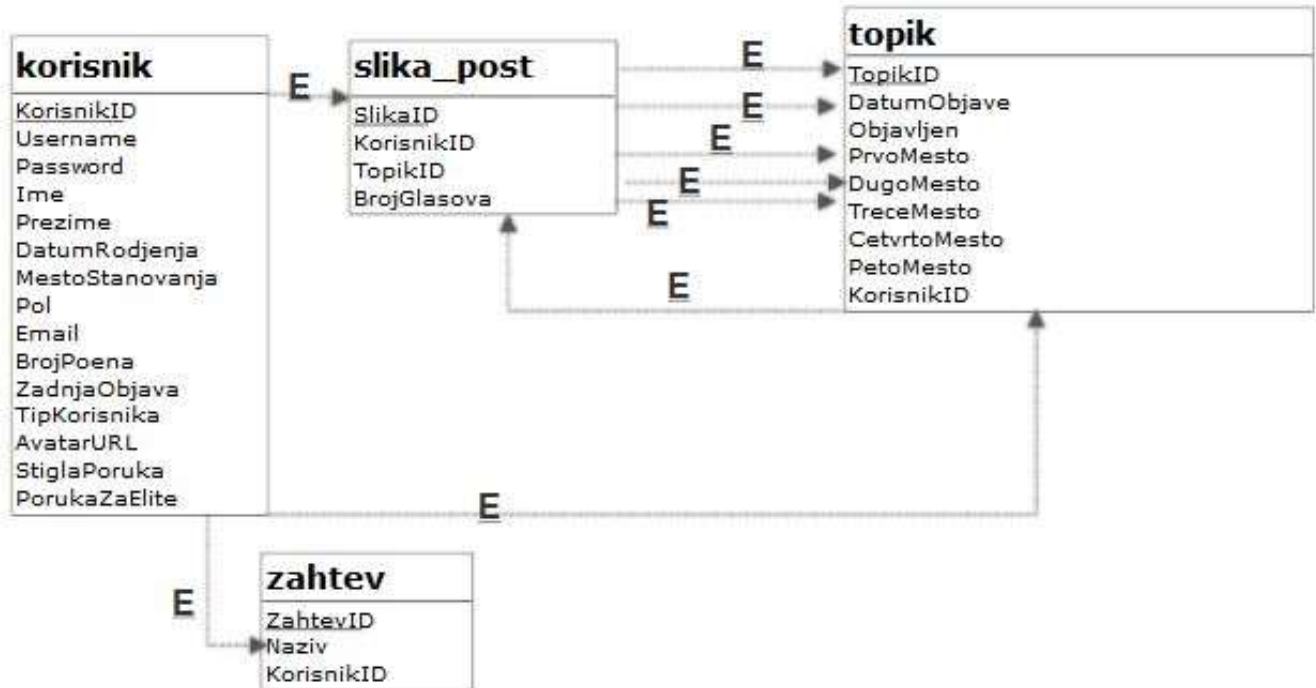 korisnik
KorisnikID
Username
Password
Ime
Prezime
DatumRodjenja
MestoStanovanja
Pol
Email
BrojPoena
ZadnjaObjava
TipKorisnika
AvatarURL
StiglaPoruka
PorukaZaElite
E
slika_post
SlikaID
KorisnikID
TopikID
BrojGlasova
E
E
E
E
E
E
topik
TopikID
DatumObjave
Objavljen
PrvoMesto
DugoMesto
TreceMesto
CetvrtoMesto
PetoMesto
KorisnikID
E
E
zahtev
ZahtevID
Naziv
KorisnikID